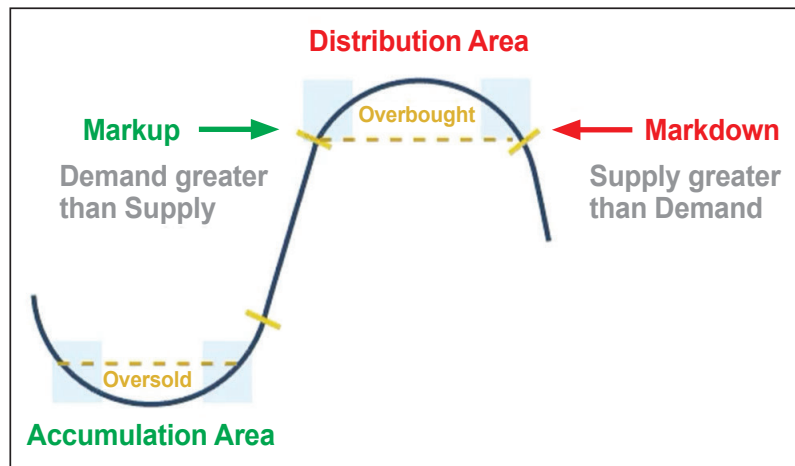 Distribution Area
Overbought
Markup
Markdown
Demand greater
than Supply
Supply greater
than Demand
Oversold
Accumulation Area